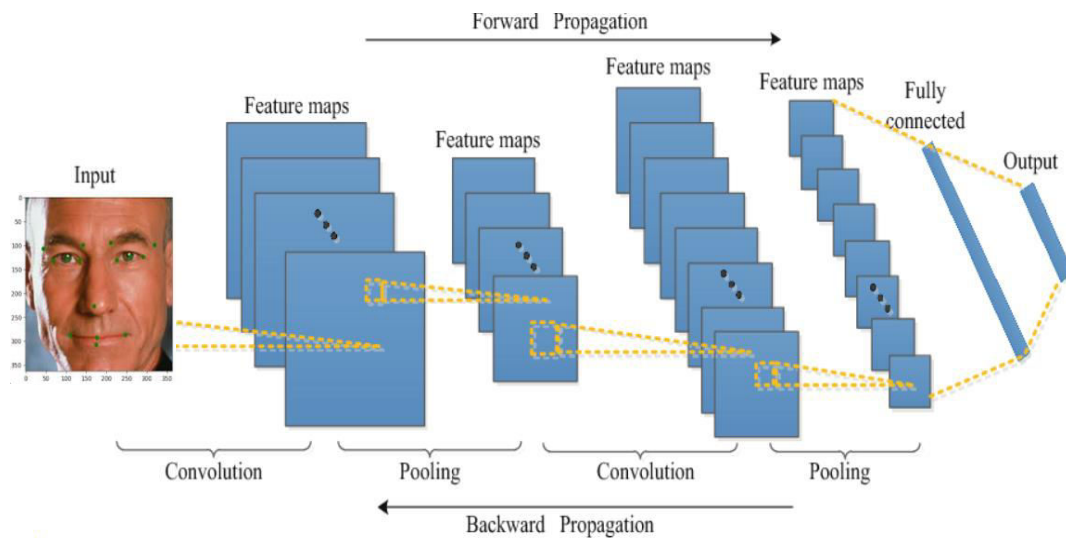 Forward Propagation
Feature maps
Feature maps
Feature maps
Feature maps
Fully
connected
Input
Output
0
50
100
150
200
250
300
350
0 50 100 150 200 250 300 350
Convolution
Pooling
Convolution
Pooling
Backward Propagation